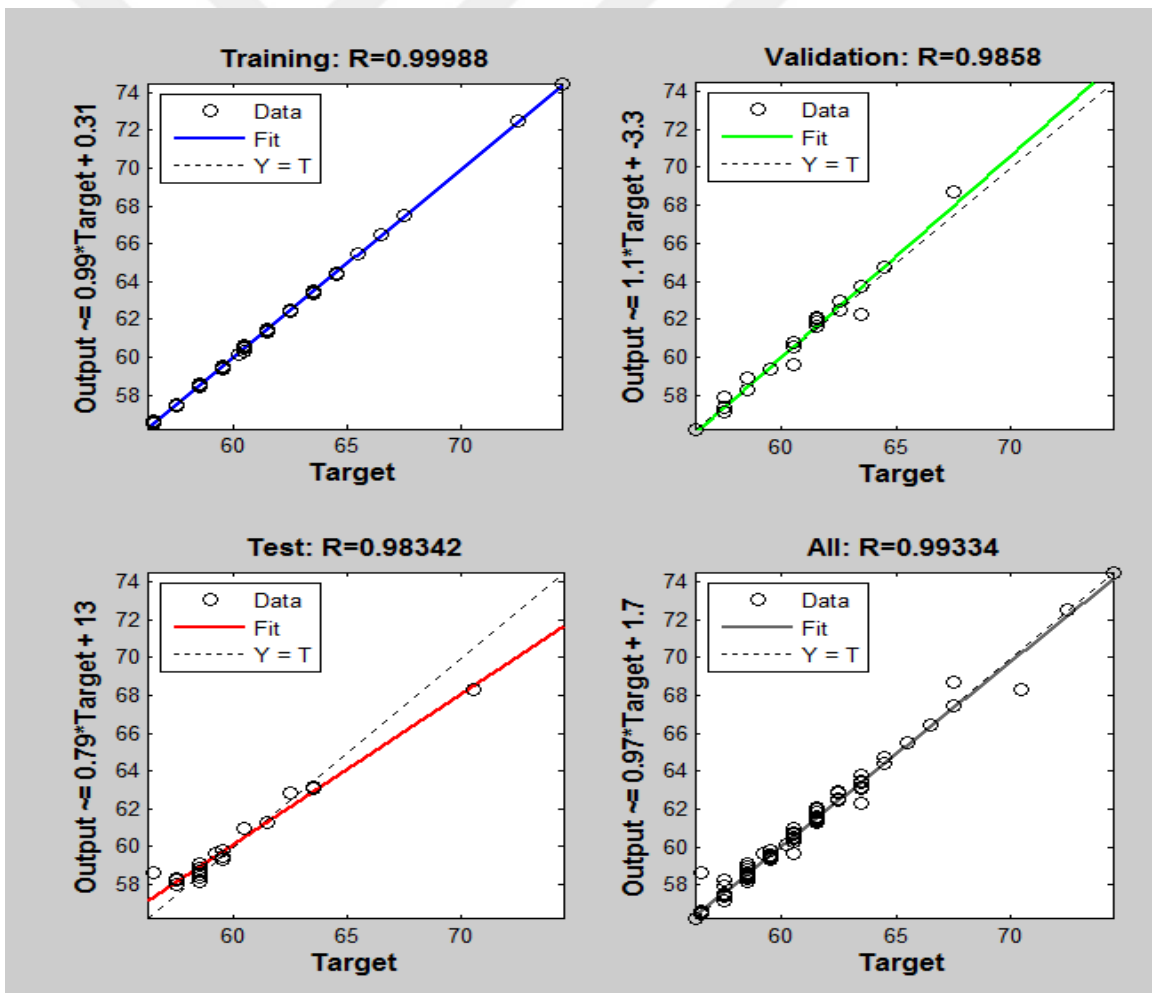 Training: R=0.99988
Output ~= 0.99*Target + 0.31
74
72
70
68
66
64
62
60
58
Data
Fit
Y = T
60
65
70
Target
Validation: R=0.9858
Output ~= 1.1*Target + -3.3
74
72
70
68
66
64
62
60
58
Data
Fit
Y = T
60
65
70
Target
Test: R=0.98342
Output ~= 0.79*Target + 13
74
72
70
68
66
64
62
60
58
Data
Fit
Y = T
60
65
70
Target
All: R=0.99334
Output ~= 0.97*Target + 1.7
74
72
70
68
66
64
62
60
58
Data
Fit
Y = T
60
65
70
Target